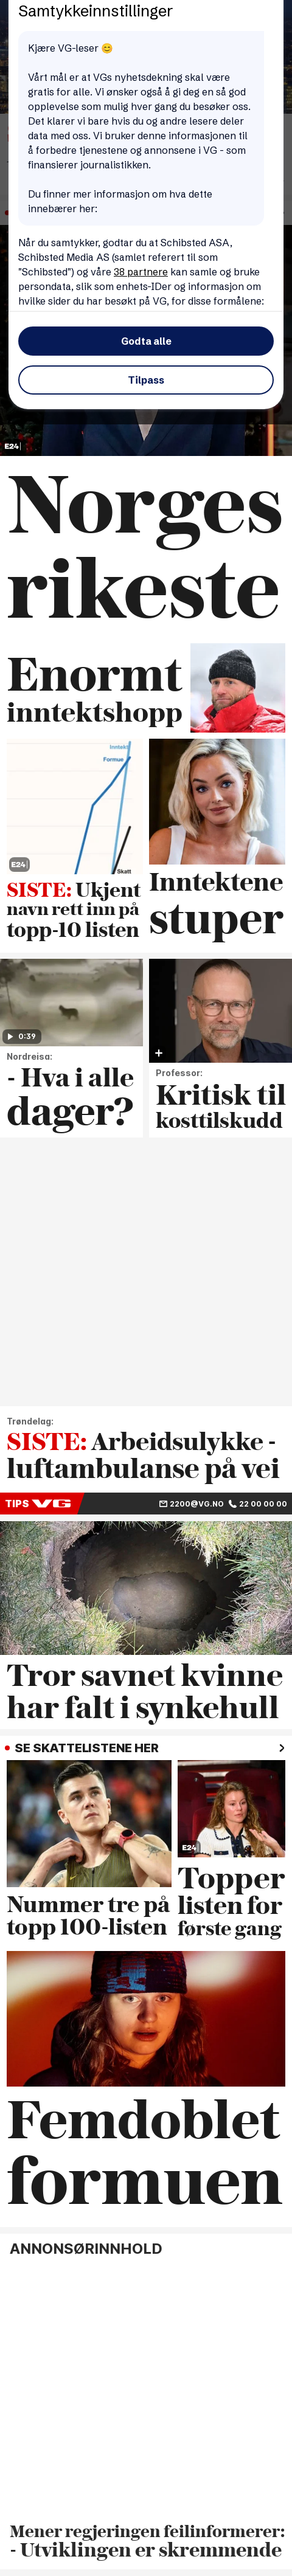 Samtykkeinnstillinger
Kjære VG-leser 😊
Vårt mål er at VGs nyhetsdekning skal være
gratis for alle. Vi ønsker også å gi deg en så god
opplevelse som mulig hver gang du besøker oss.
Det klarer vi bare hvis du og andre lesere deler
data med oss. Vi bruker denne informasjonen til
å forbedre tjenestene og annonsene i VG - som
finansierer journalistikken.
Du finner mer informasjon om hva dette
innebærer her:
Når du samtykker, godtar du at Schibsted ASA,
Schibsted Media AS (samlet referert til som
"Schibsted") og våre 38 partnere kan samle og bruke
persondata, slik som enhets-IDer og informasjon om
hvilke sider du har besøkt på VG, for disse formålene:
Godta alle
Tilpass
E24
Norges
rikeste
Enormt
inntektshopp
Inntekt
Formue
Skatt
E24
SISTE: Ukjent
navn rett inn på
topp-10 listen
Inntektene
stuper
0:39
Nordreisa:
- Hva i alle
dager?
Professor:
Kritisk til
kosttilskudd
Trøndelag:
SISTE: Arbeidsulykke -
luftambulanse på vei
TIPS VG 2200@VG.NO 22 00 00 00
Tror savnet kvinne
har falt i synkehull
SE SKATTELISTENE HER
Nummer tre på
topp 100-listen
E24
Topper
listen for
første gang
Femdoblet
formuen
ANNONSØRINNHOLD
Mener regjeringen feilinformerer:
- Utviklingen er skremmende